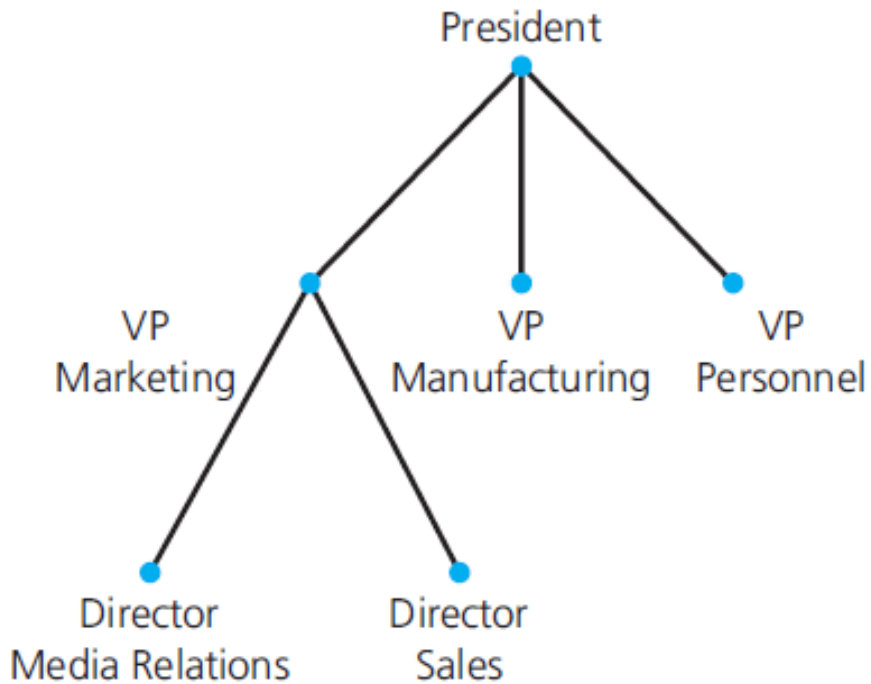 President
VP
Marketing
VP
Manufacturing
VP
Personnel
Director
Media Relations
Director
Sales